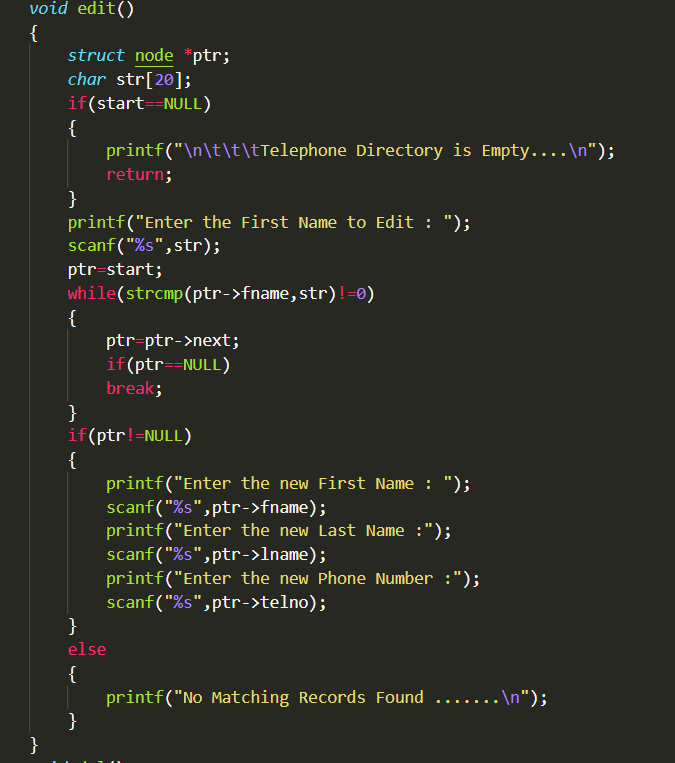 void edit()
{
struct node *ptr;
char str[20];
if(start==NULL)
{
printf("\n\t\t\tTelephone Directory is Empty....\n");
return;
}
printf("Enter the First Name to Edit : ");
scanf("%s",str);
ptr=start;
while(strcmp(ptr->fname,str)!=0)
{
ptr=ptr->next;
if(ptr==NULL)
break;
}
if(ptr!=NULL)
{
printf("Enter the new First Name : ");
scanf("%s",ptr->fname);
printf("Enter the new Last Name :");
scanf("%s",ptr->lname);
printf("Enter the new Phone Number :");
scanf("%s",ptr->telno);
}
else
{
printf("No Matching Records Found .......\n");
}
}